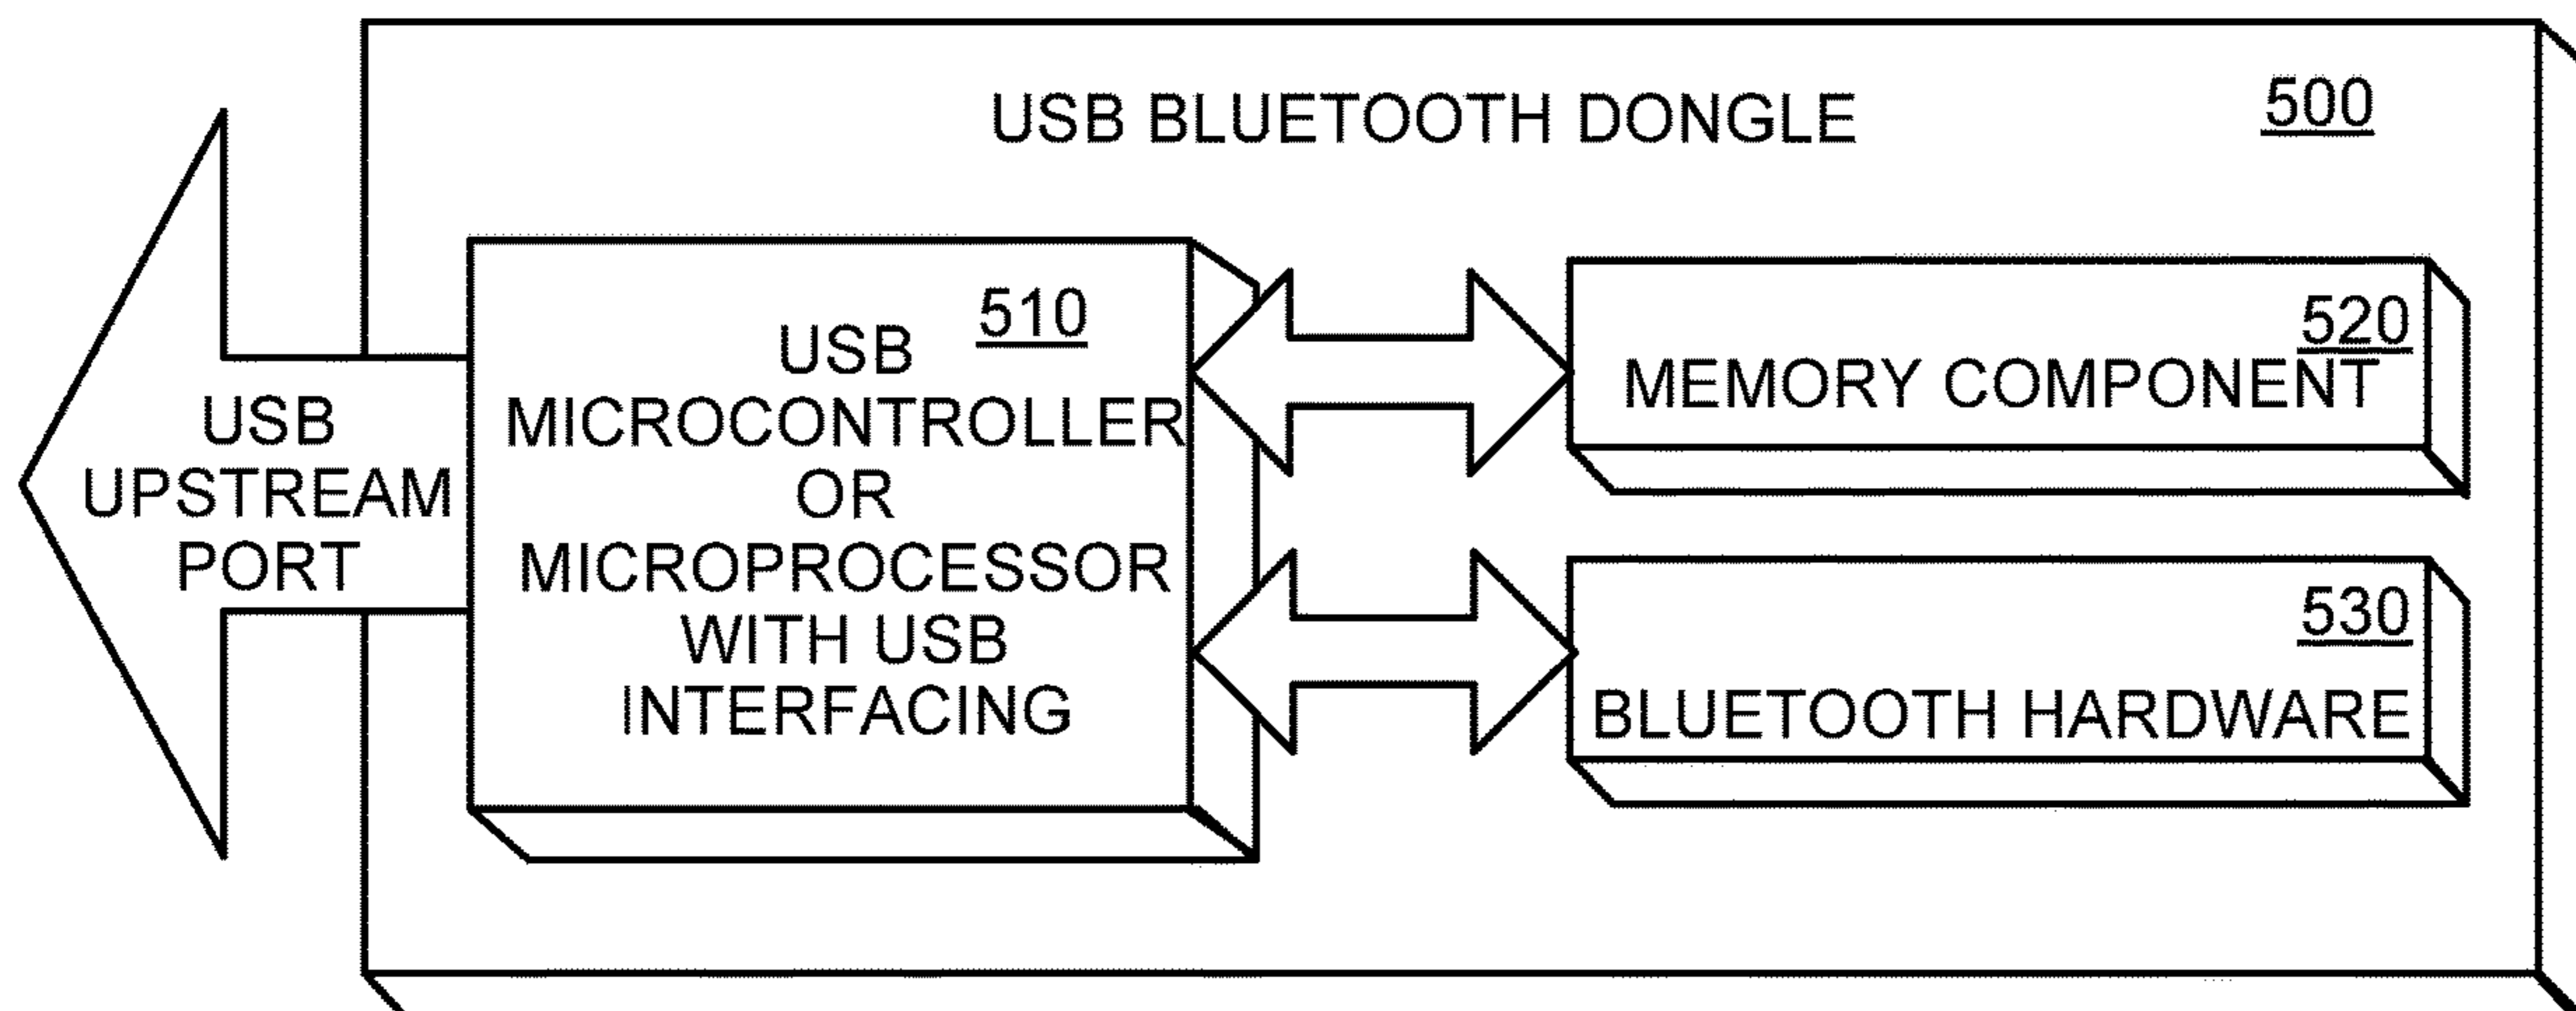 USB BLUETOOTH DONGLE
500
USB
UPSTREAM
PORT
510
USB
MICROCONTROLLER
OR
MICROPROCESSOR
WITH USB
INTERFACING
520
MEMORY COMPONENT
530
BLUETOOTH HARDWARE